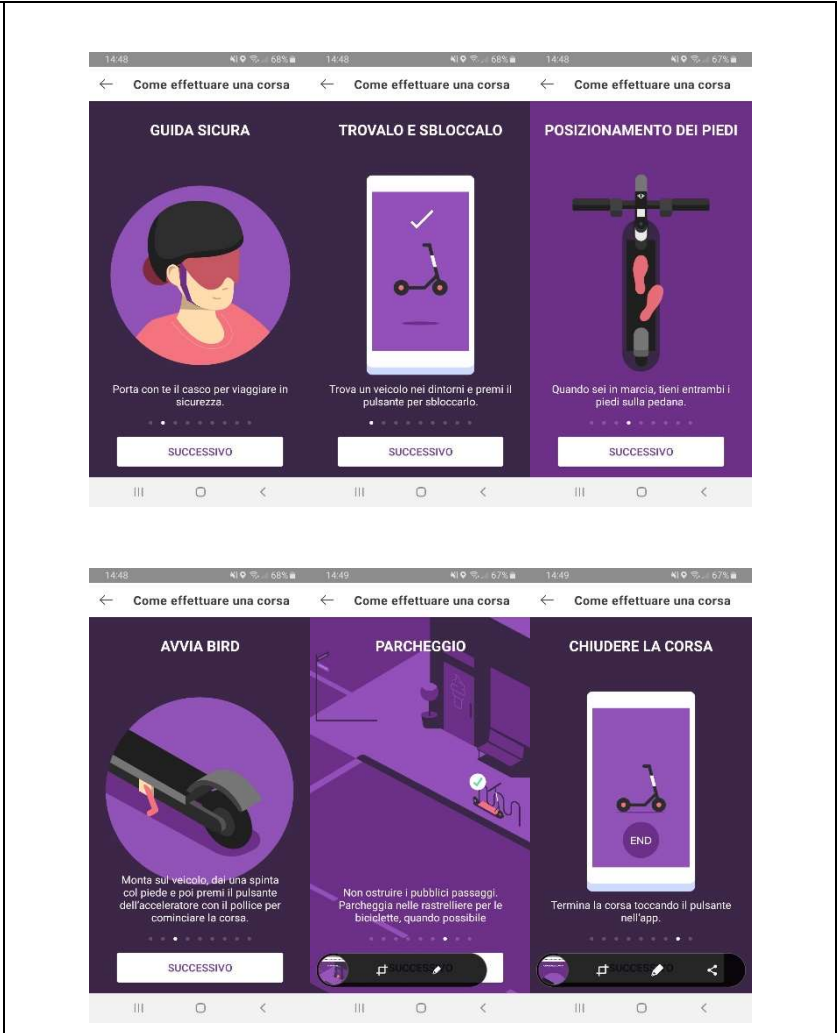 14:48 68%
Come effettuare una corsa
GUIDA SICURA
Porta con te il casco per viaggiare in
sicurezza.
SUCCESSIVO
14:48 68%
Come effettuare una corsa
TROVALO E SBLOCCALO
Trova un veicolo nei dintorni e premi il
pulsante per sbloccarlo.
SUCCESSIVO
14:48 67%
Come effettuare una corsa
POSIZIONAMENTO DEI PIEDI
Quando sei in marcia, tieni entrambi i
piedi sulla pedana.
SUCCESSIVO
14:48 68%
Come effettuare una corsa
AVVIA BIRD
Monta sul veicolo, dai una spinta
col piede e poi premi il pulsante
dell'acceleratore con il pollice per
cominciare la corsa.
SUCCESSIVO
14:49 67%
Come effettuare una corsa
PARCHEGGIO
Non ostruire i pubblici passaggi.
Parcheggia nelle rastrelliere per le
biciclette, quando possibile
SUCCESSIVO
14:49 67%
Come effettuare una corsa
CHIUDERE LA CORSA
END
Termina la corsa toccando il pulsante
nell'app.
SUCCESSIVO